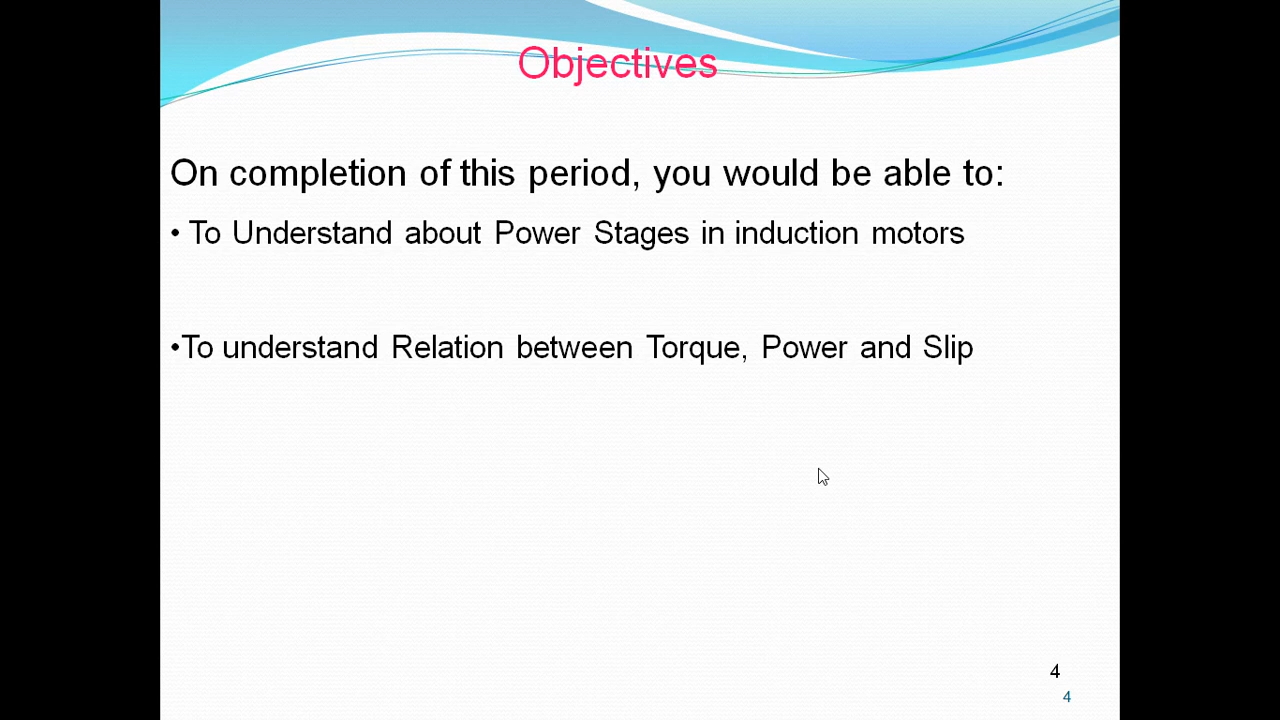 Objectives
On completion of this period, you would be able to:
• To Understand about Power Stages in induction motors
•To understand Relation between Torque, Power and Slip
4
4